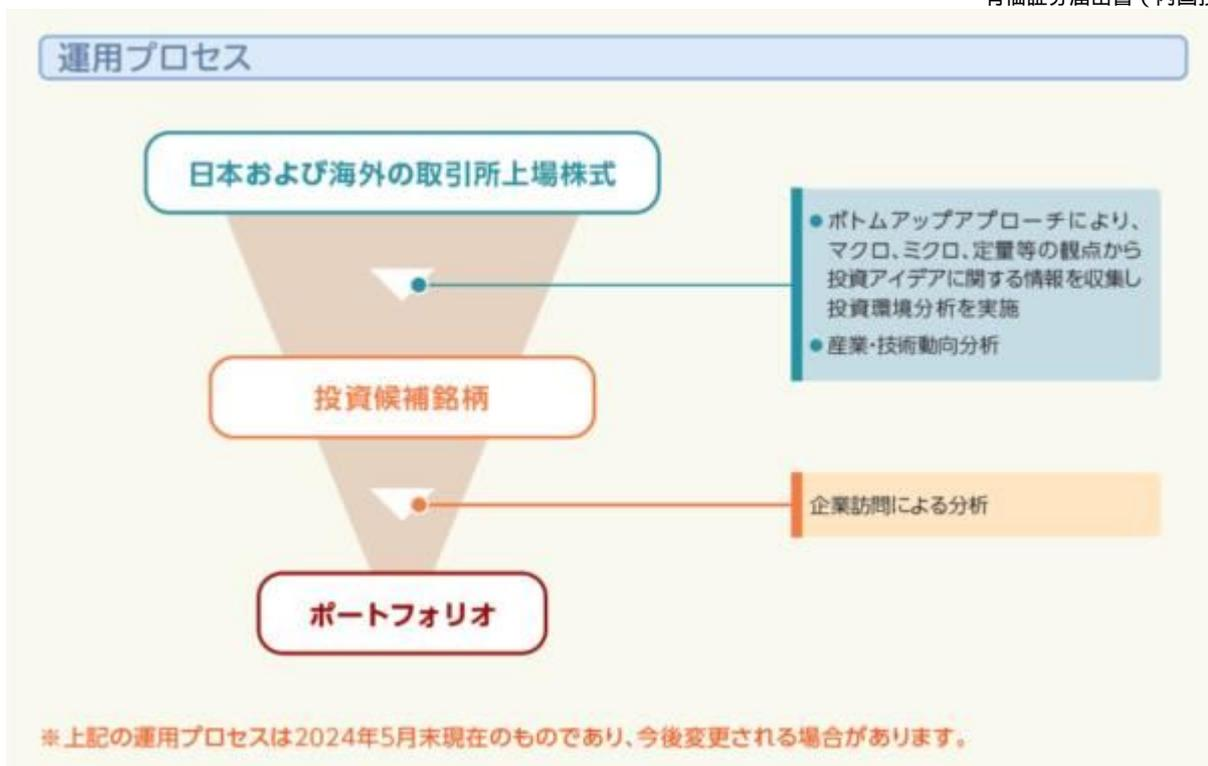 運用プロセス
日本および海外の取引所上場株式
●ボトムアップアプローチにより、
マクロ、ミクロ、定量等の観点から
投資アイデアに関する情報を収集し
投資環境分析を実施
●産業・技術動向分析
投資候補銘柄
企業訪問による分析
ポートフォリオ
※上記の運用プロセスは2024年5月末現在のものであり、今後変更される場合があります。